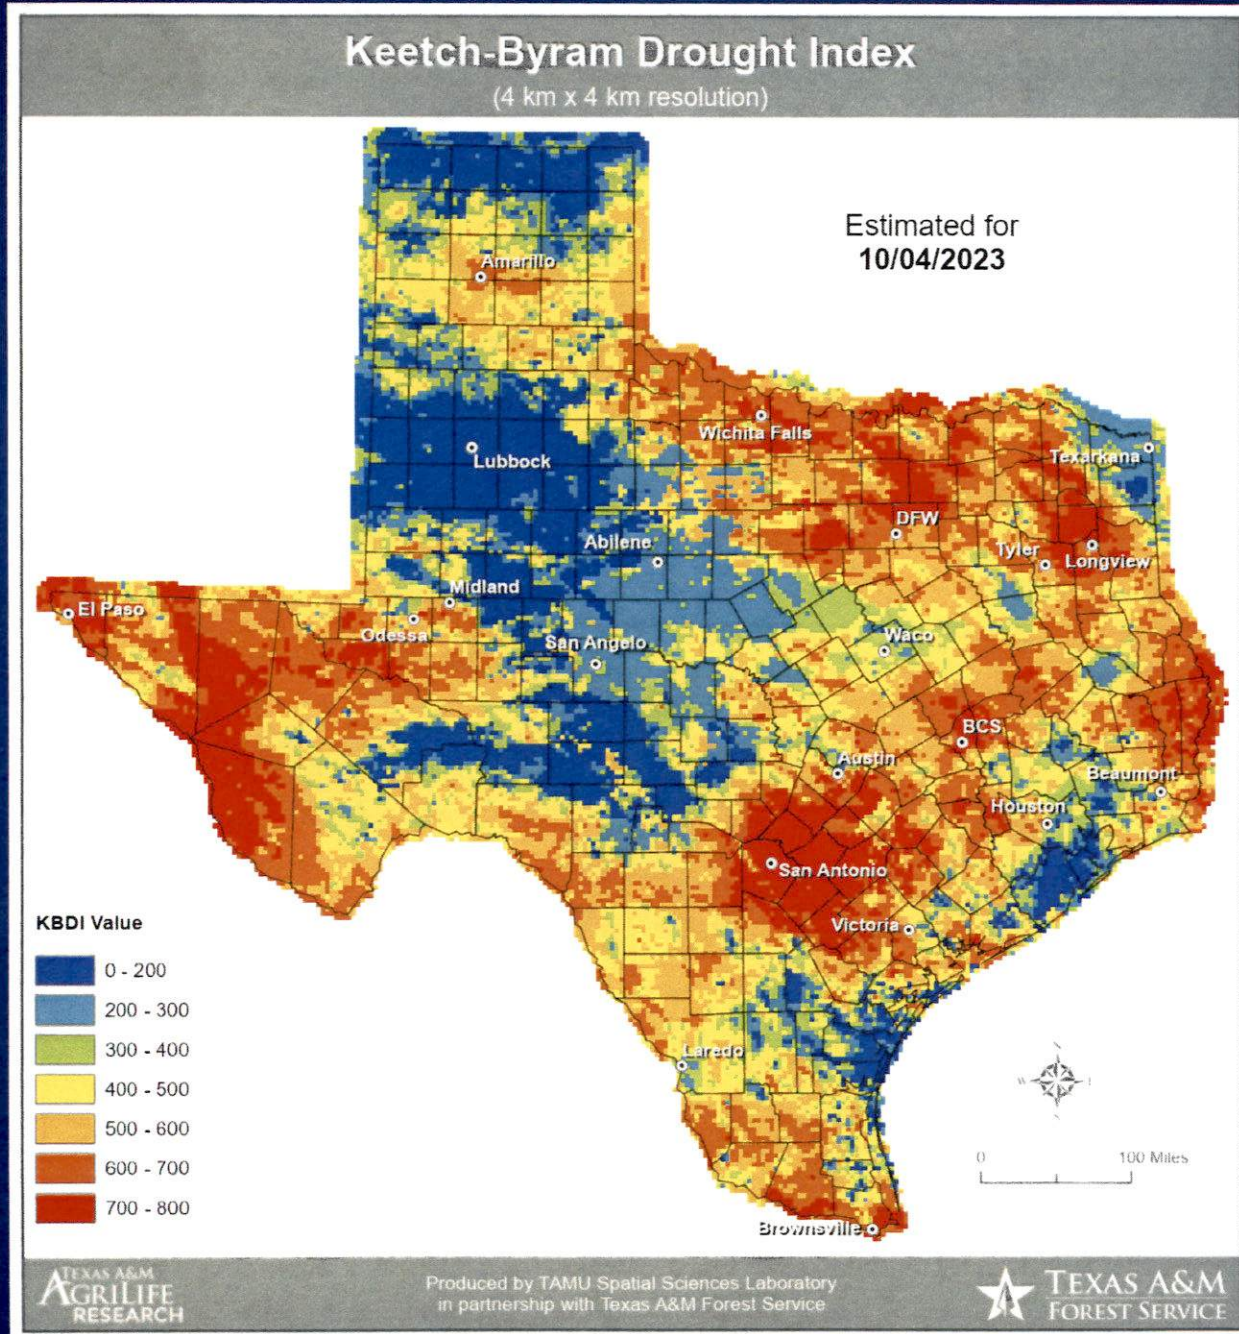 Keetch-Byram Drought Index
(4 km x 4 km resolution)
Estimated for
10/04/2023
Amarillo
Wichita Falls
Lubbock
Texarkana
DFW
Abilene
Tyler
Longview
Midland
El Paso
Odessa
San Angelo
Waco
BCS
Austin
Beaumont
Houston
San Antonio
Victoria
Laredo
Brownsville
KBDI Value
0 - 200
200 - 300
300 - 400
400 - 500
500 - 600
600 - 700
700 - 800
0 100 Miles
TEXAS A&M
AGRILIFE
RESEARCH
Produced by TAMU Spatial Sciences Laboratory
in partnership with Texas A&M Forest Service
TEXAS A&M
FOREST SERVICE